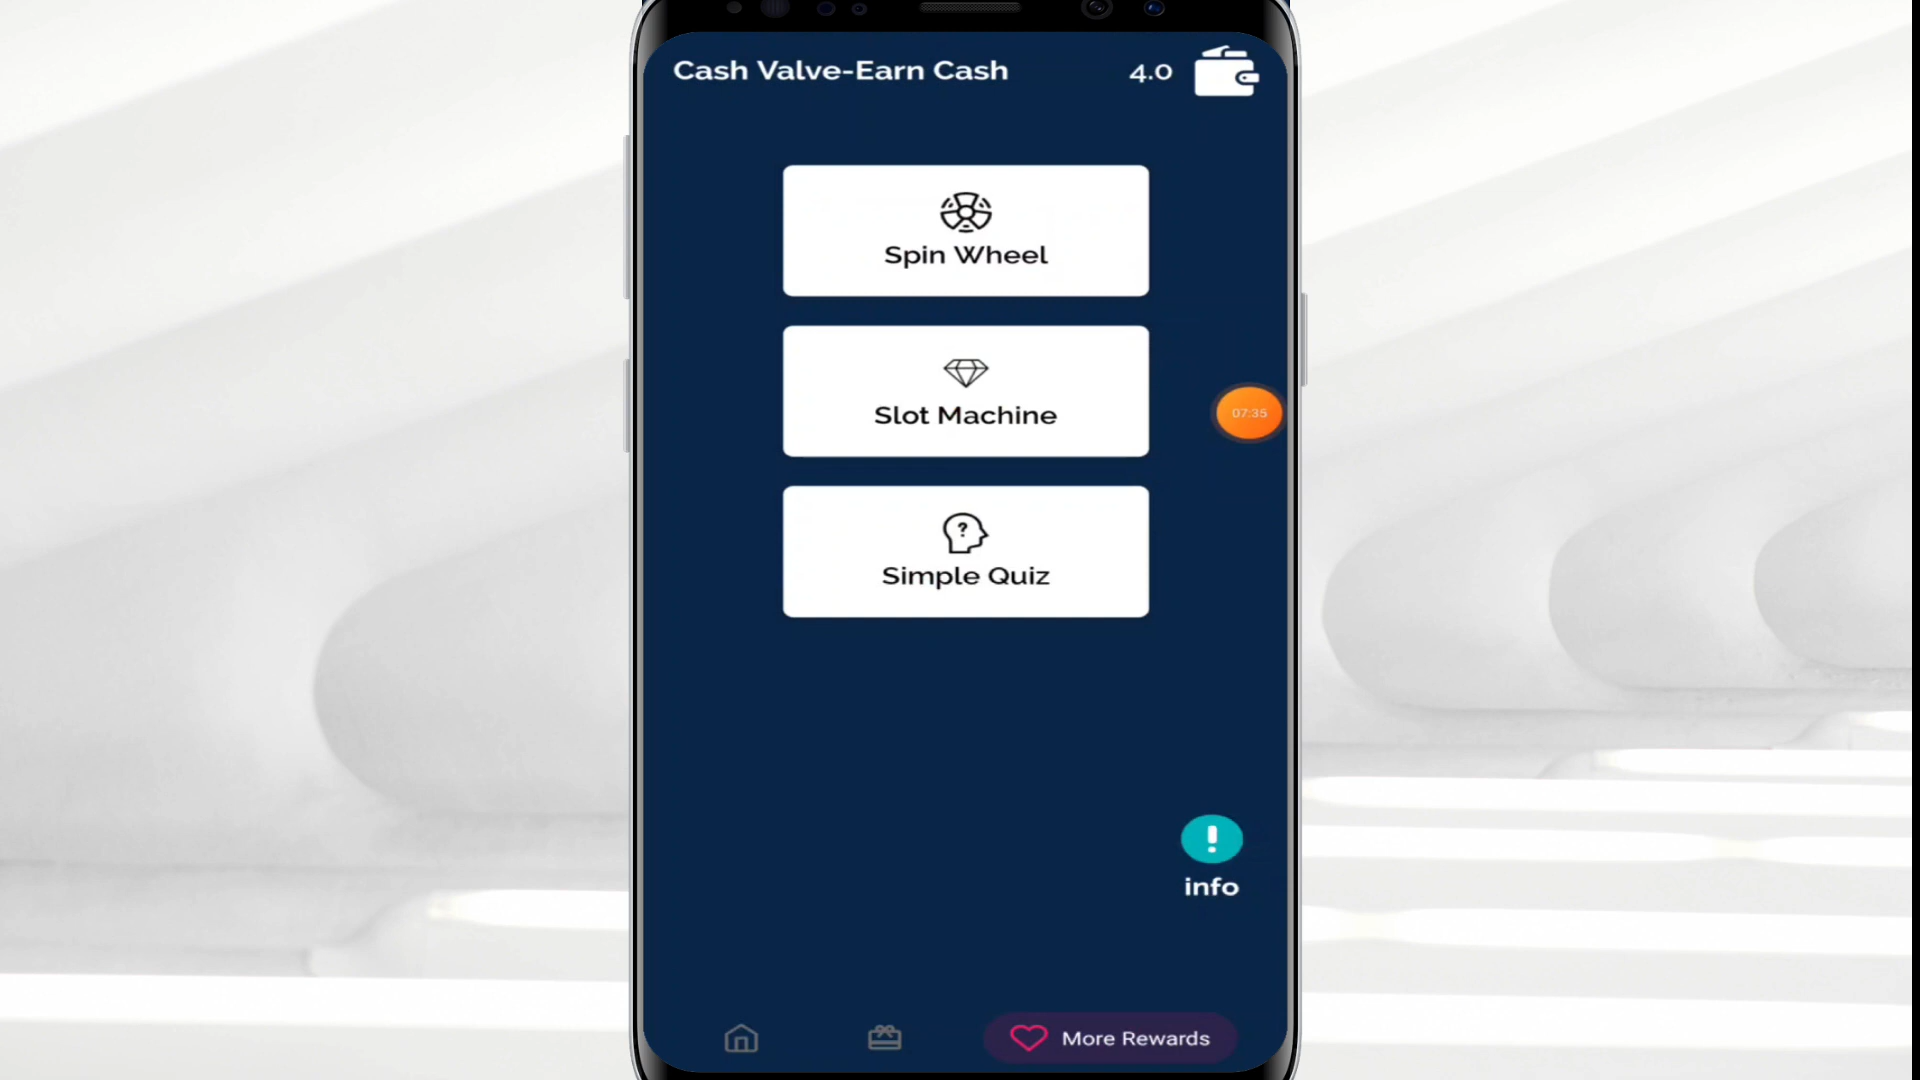 Cash Valve-Earn Cash
4.0
Spin Wheel
Slot Machine
07:35
?
Simple Quiz
!
info
More Rewards